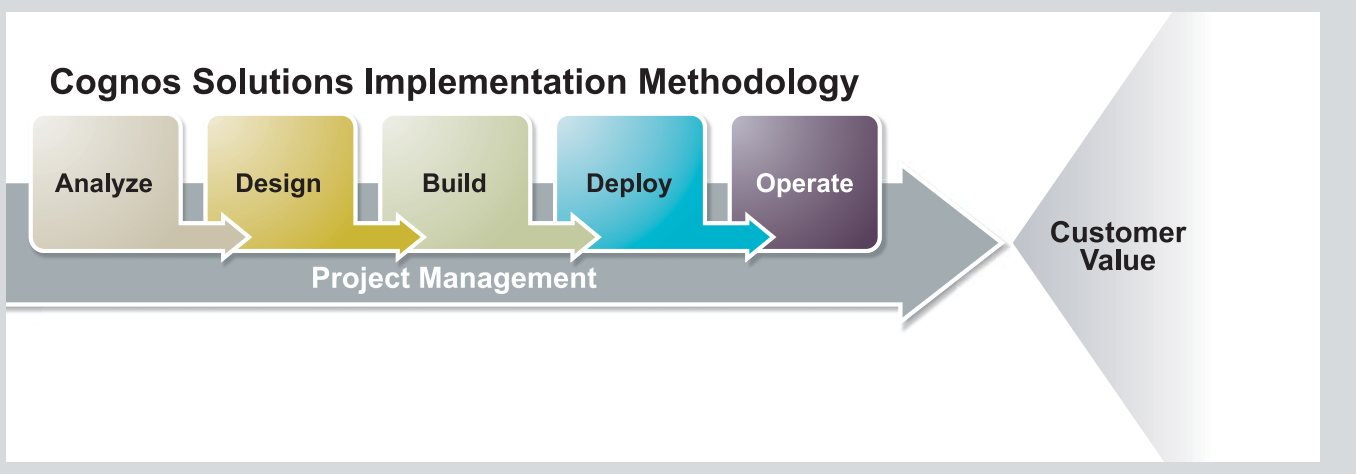 Cognos Solutions Implementation Methodology
Analyze
Design
Build
Deploy
Operate
Project Management
Customer
Value